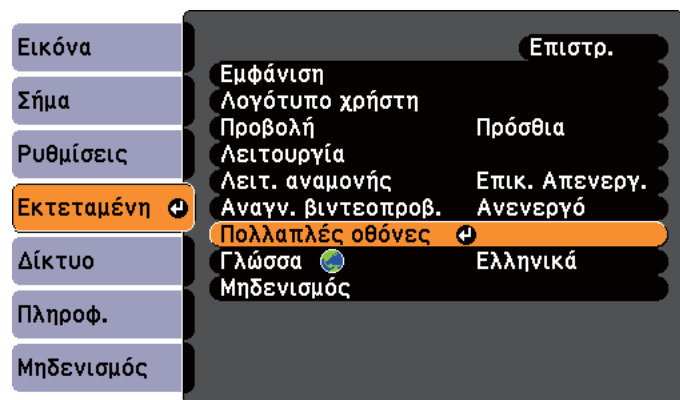 Εικόνα
Σήμα
Ρυθμίσεις
Εκτεταμένη
Δίκτυο
Πληροφ.
Μηδενισμός
Επιστρ.
Εμφάνιση
Λογότυπο χρήστη
Προβολή Πρόσθια
Λειτουργία
Λειτ. αναμονής Επικ. Απενεργ.
Αναγν. βιντεοπροβ. Ανενεργό
Πολλαπλές οθόνες
Γλώσσα Ελληνικά
Μηδενισμός